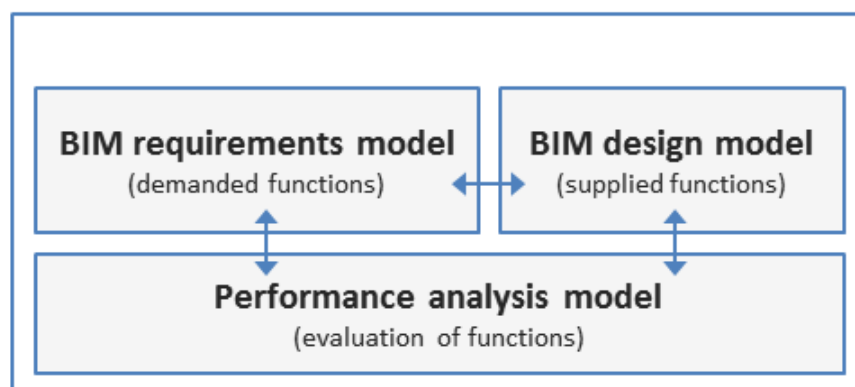 BIM requirements model
(demanded functions)
BIM design model
(supplied functions)
Performance analysis model
(evaluation of functions)